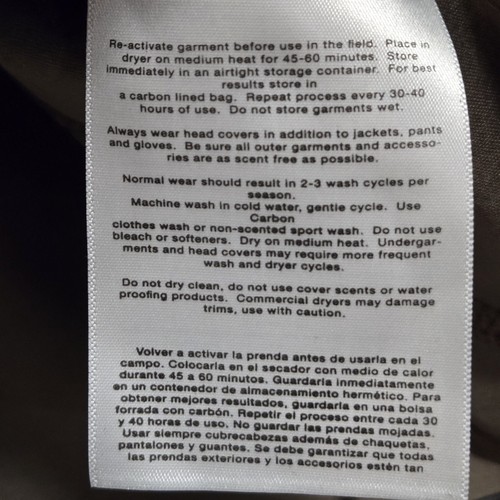 Re-activate garment before use in the field. Place in
dryer on medium heat for 45-60 minutes. Store
immediately in an airtight storage container. For best
results store in
a carbon lined bag. Repeat process every 30-40
hours of use. Do not store garments wet.
Always wear head covers in addition to jackets, pants
and gloves. Be sure all outer garments and accesso-
ries are as scent free as possible.
Normal wear should result in 2-3 wash cycles per
season.
Machine wash in cold water, gentle cycle. Use
Carbon
clothes wash or non-scented sport wash. Do not use
bleach or softeners. Dry on medium heat. Undergar-
ments and head covers may require more frequent
wash and dryer cycles.
Do not dry clean, do not use cover scents or water
proofing products. Commercial dryers may damage
trims, use with caution.
Volver a activar la prenda antes de usarla en el
campo. Colocarla en el secador con medio de calor
durante 45 a 60 minutos. Guardarla inmediatamente
en un contenedor de almacenamiento hermético. Para
obtener mejores resultados, guardarla en una bolsa
forrada con carbón. Repetir el proceso entre cada 30
y 40 horas de uso. No guardar las prendas mojadas.
Usar siempre cubrecabezas además de chaquetas,
pantalones y guantes. Se debe garantizar que todas
las prendas exteriores y los accesorios estén tan